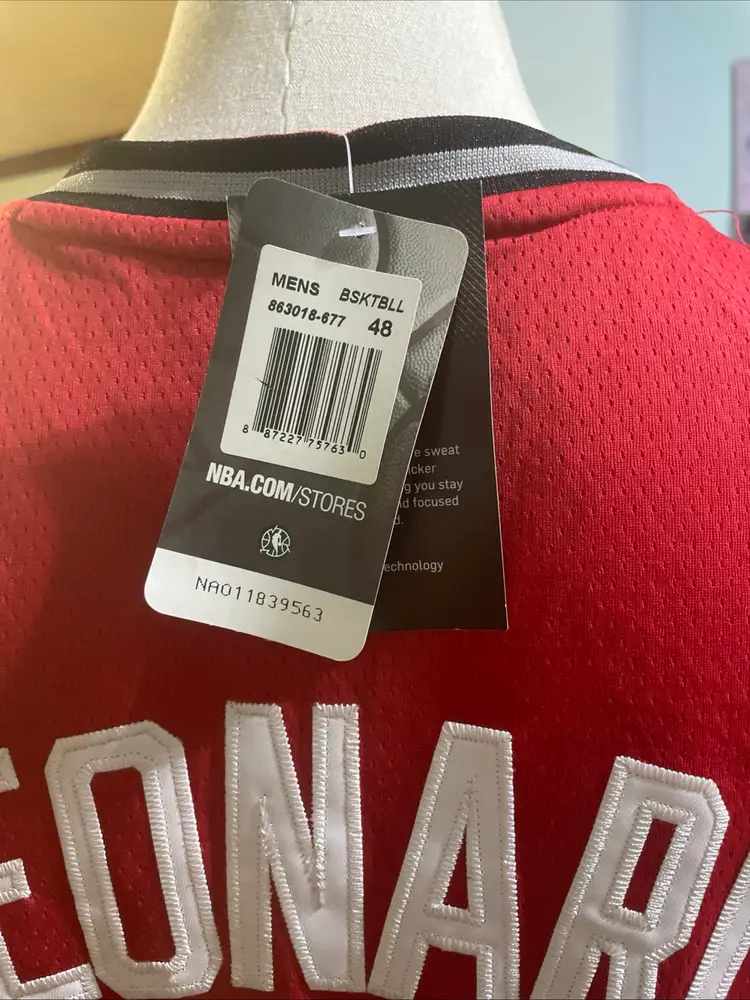 MENS BSKTBLL
863018-677 48
8 87227 75763 0
NBA.COM/STORES
NA011839563
e sweat
icker
g you stay
d focused
d.
echnology
EONAR